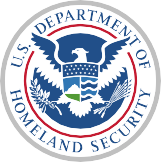 U.S. DEPARTMENT OF
HOMELAND SECURITY